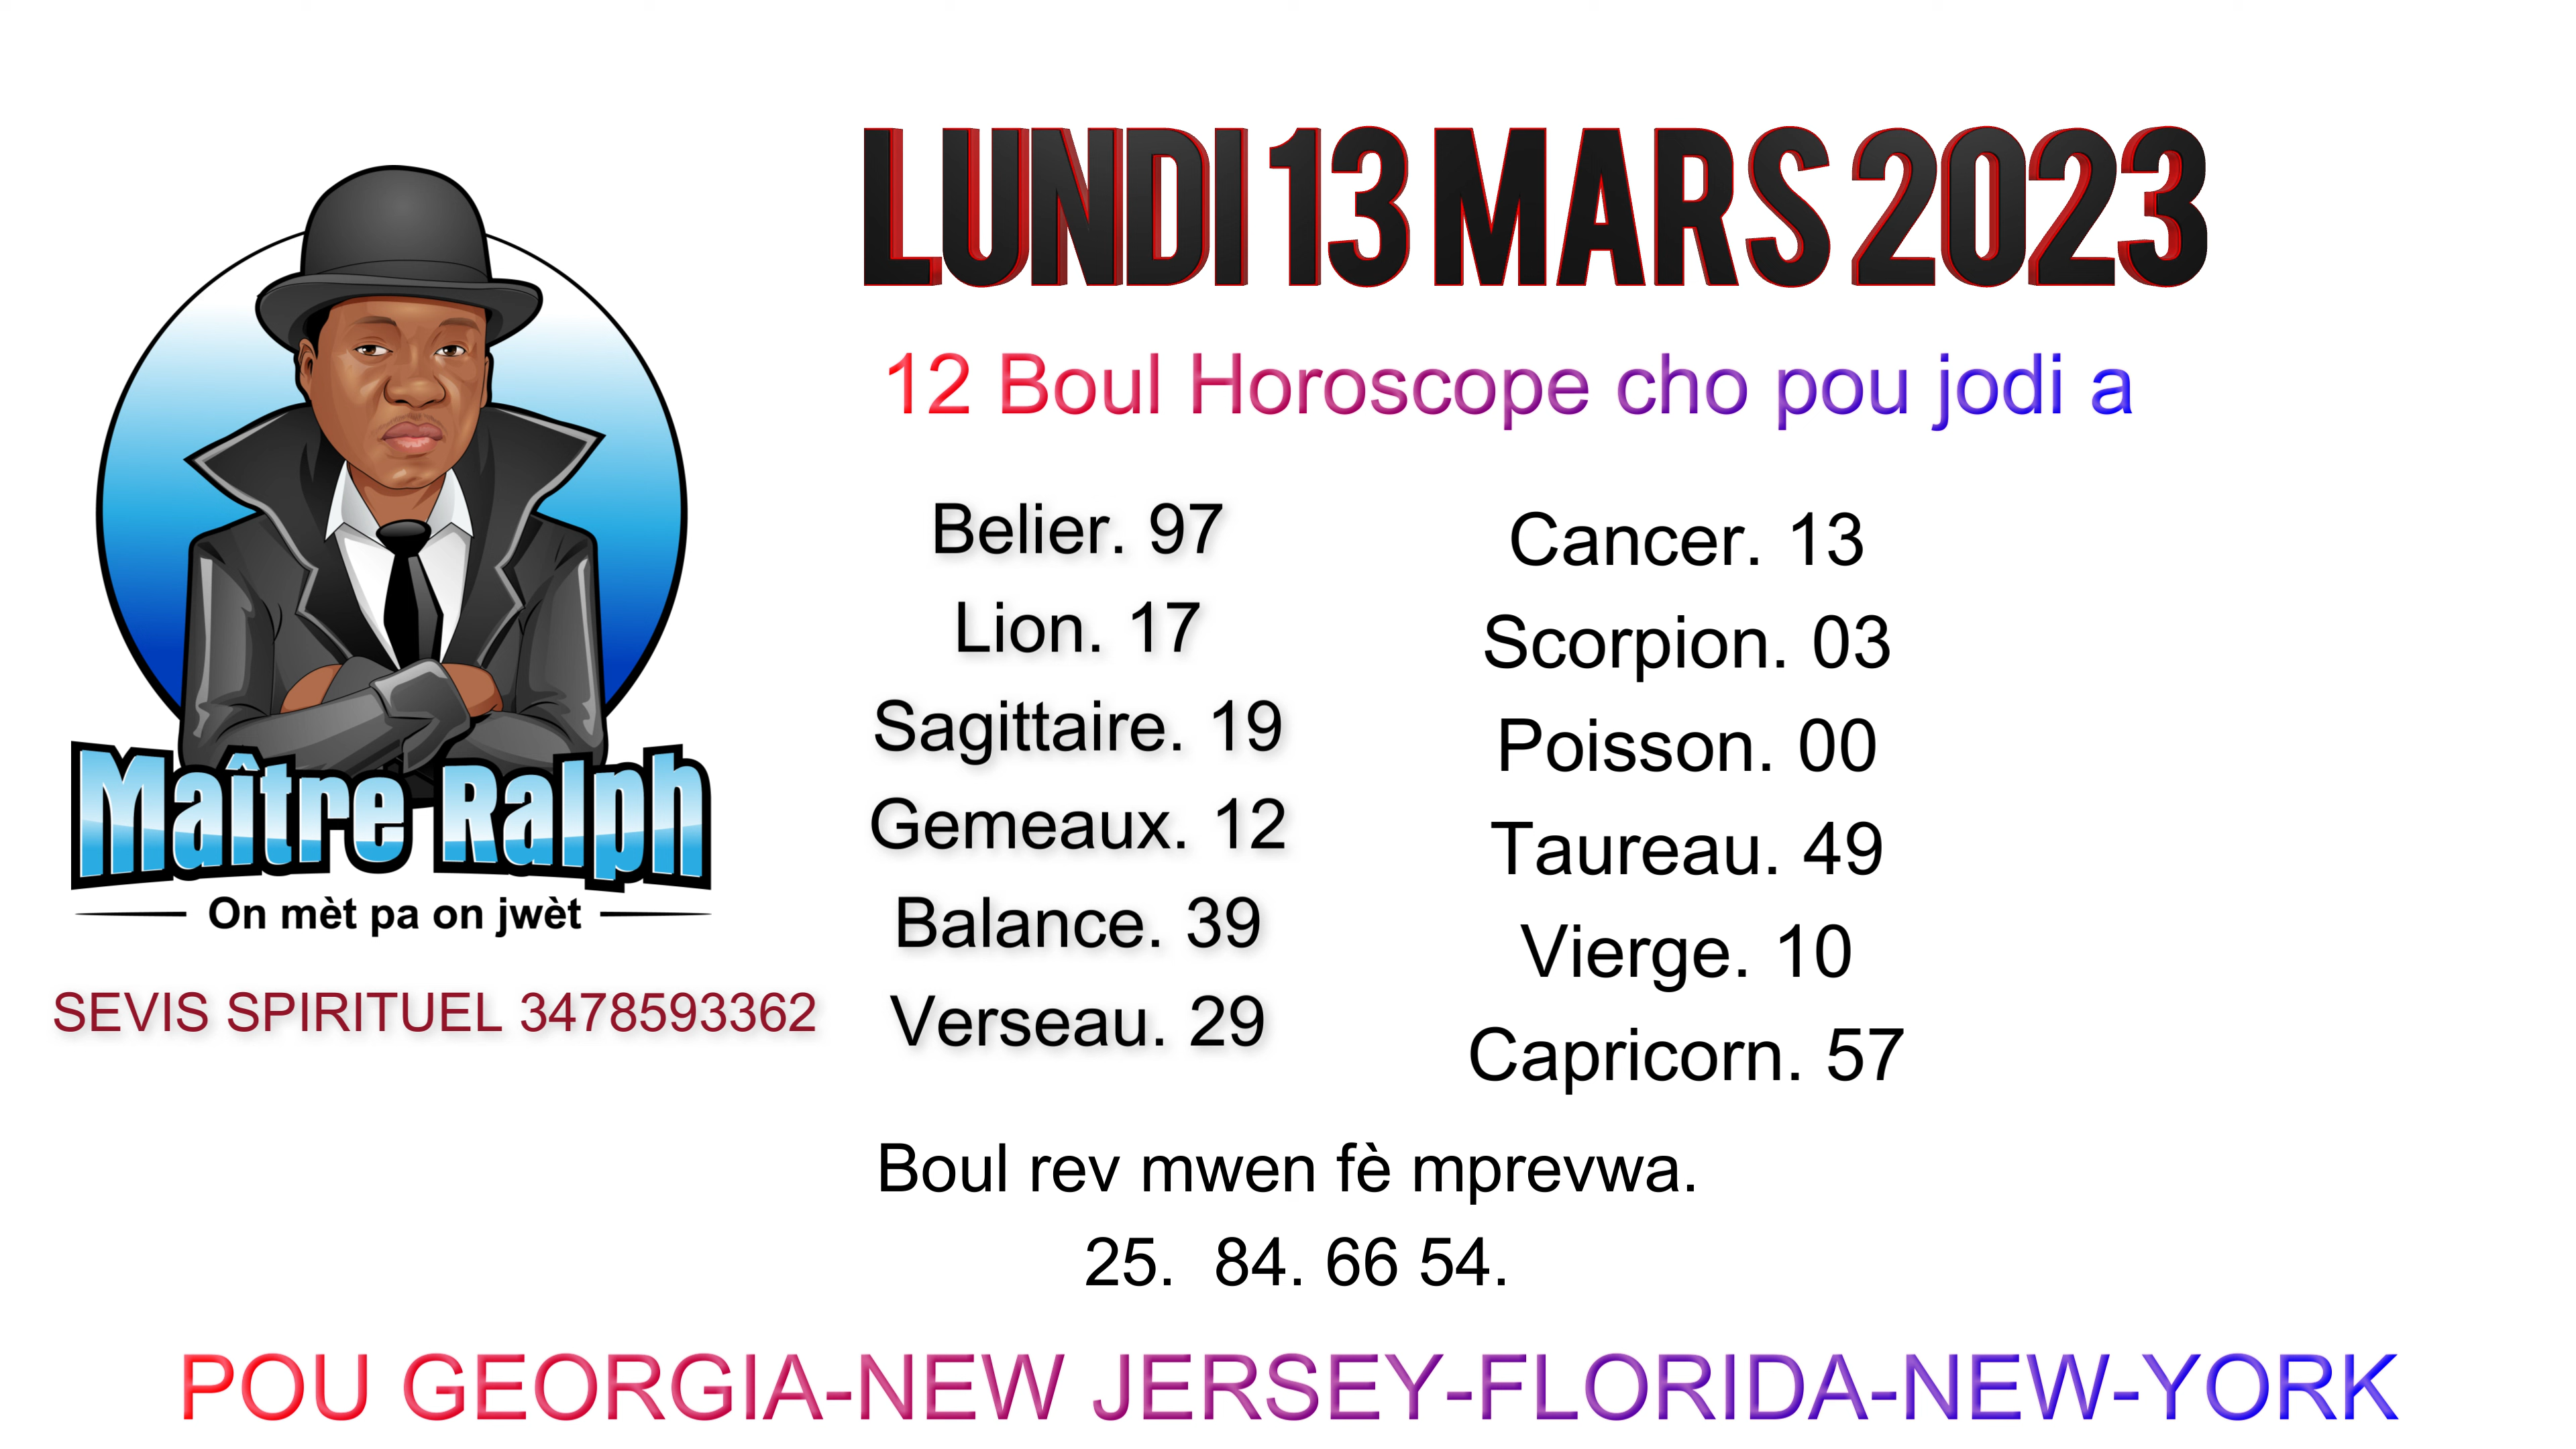 LUNDI 13 MARS 2023
12 Boul Horoscope cho pou jodi a
Belier. 97
Lion. 17
Sagittaire. 19
Gemeaux. 12
Balance. 39
Verseau. 29
Cancer. 13
Scorpion. 03
Poisson. 00
Taureau. 49
Vierge. 10
Capricorn. 57
Maître Ralph
On mèt pa on jwèt
SEVIS SPIRITUEL 3478593362
Boul rev mwen fè mprevwa.
25. 84. 66 54.
POU GEORGIA-NEW JERSEY-FLORIDA-NEW-YORK